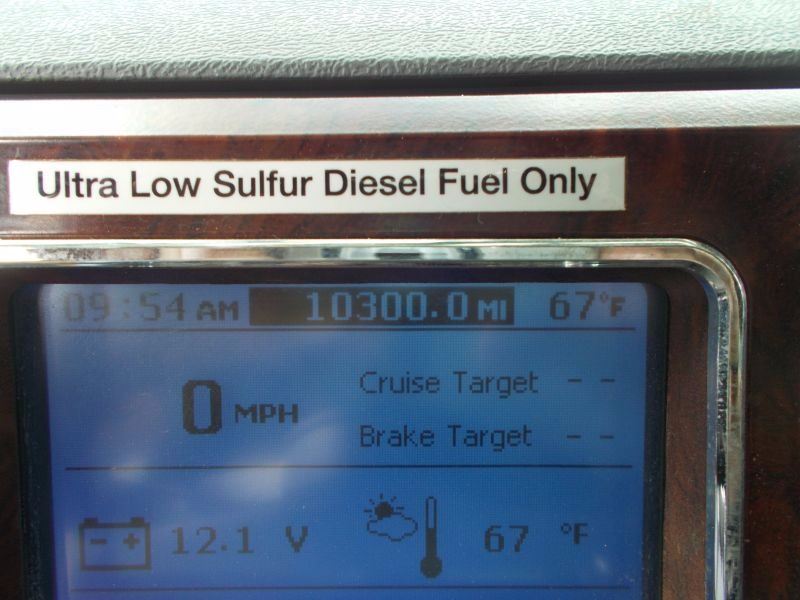 Ultra Low Sulfur Diesel Fuel Only
09:54 AM 10300.0 MI 67°F
0 MPH
Cruise Target - -
Brake Target - -
- + 12.1 V 67 °F